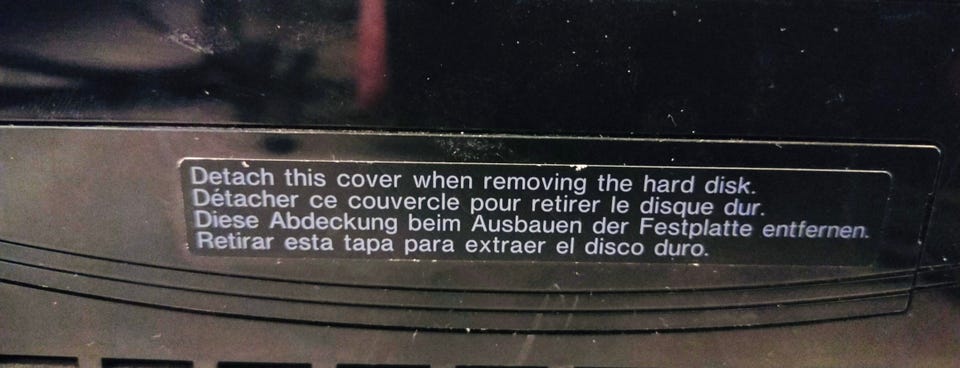 Detach this cover when removing the hard disk.
Détacher ce couvercle pour retirer le disque dur.
Diese Abdeckung beim Ausbauen der Festplatte entfernen.
Retirar esta tapa para extraer el disco duro.